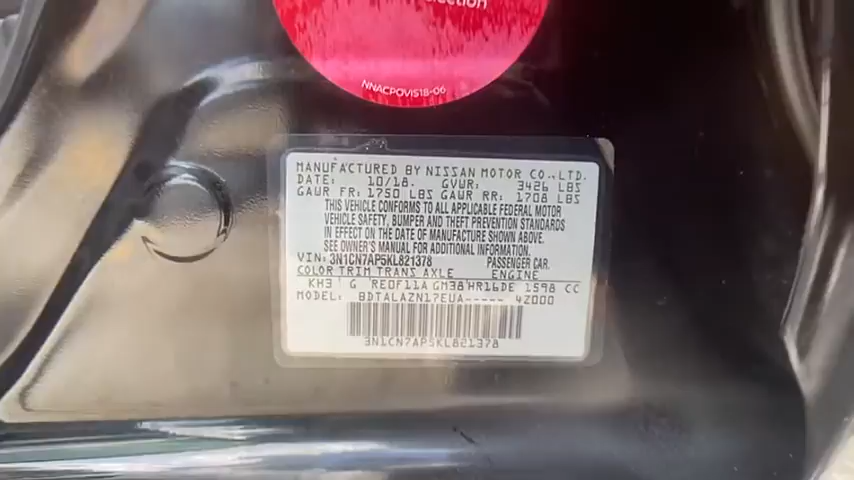 NNACPOVIS18-06
MANUFACTURED BY NISSAN MOTOR CO.,LTD.
DATE: 10/18. GVWR: 3426 LBS
GAWR FR: 1750 LBS GAWR RR: 1708 LBS
THIS VEHICLE CONFORMS TO ALL APPLICABLE FEDERAL MOTOR
VEHICLE SAFETY, BUMPER AND THEFT PREVENTION STANDARDS
IN EFFECT ON THE DATE OF MANUFACTURE SHOWN ABOVE.
SEE OWNER'S MANUAL FOR ADDITIONAL INFORMATION.
VIN: 3N1CN7AP5KL821378 PASSENGER CAR.
COLOR TRIM TRANS AXLE ENGINE
KH3 G RE0F11A GM38 HR16DE 1598 CC
MODEL: BDTALAZN17EUA----- 42000
3N1CN7AP5KL821378